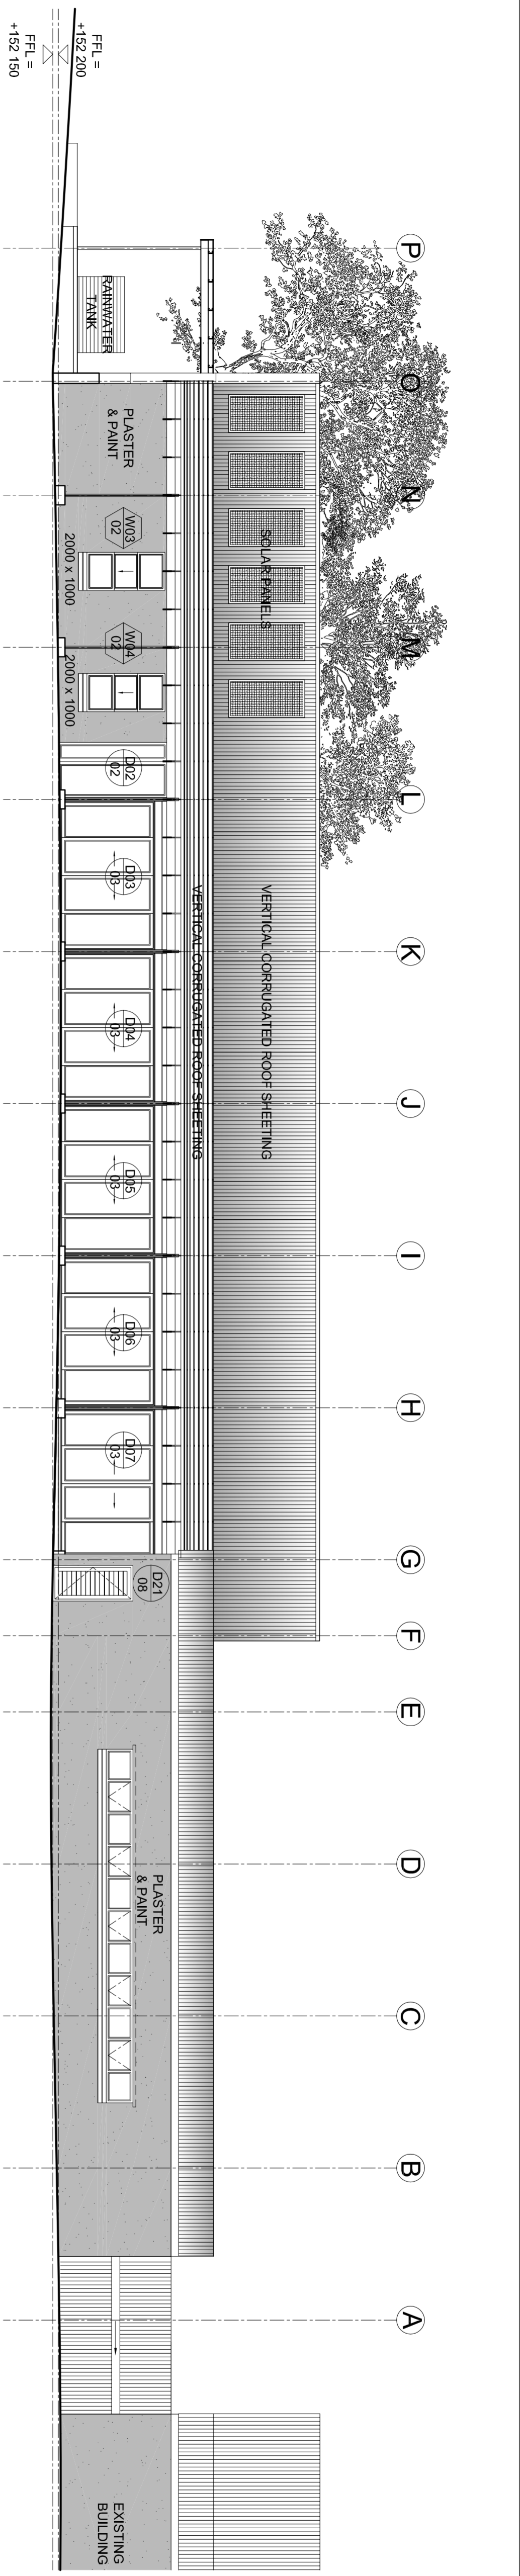 P
O
N
M
L
K
J
I
H
G
F
E
D
C
B
A
SOLAR PANELS
VERTICAL CORRUGATED ROOF SHEETING
VERTICAL CORRUGATED ROOF SHEETING
FFL =
+152 200
FFL =
+152 150
RAINWATER
TANK
PLASTER
& PAINT
W03
02
2000 x 1000
W04
02
2000 x 1000
D02
02
D03
03
D04
03
D05
03
D06
03
D07
03
D21
08
PLASTER
& PAINT
EXISTING
BUILDING